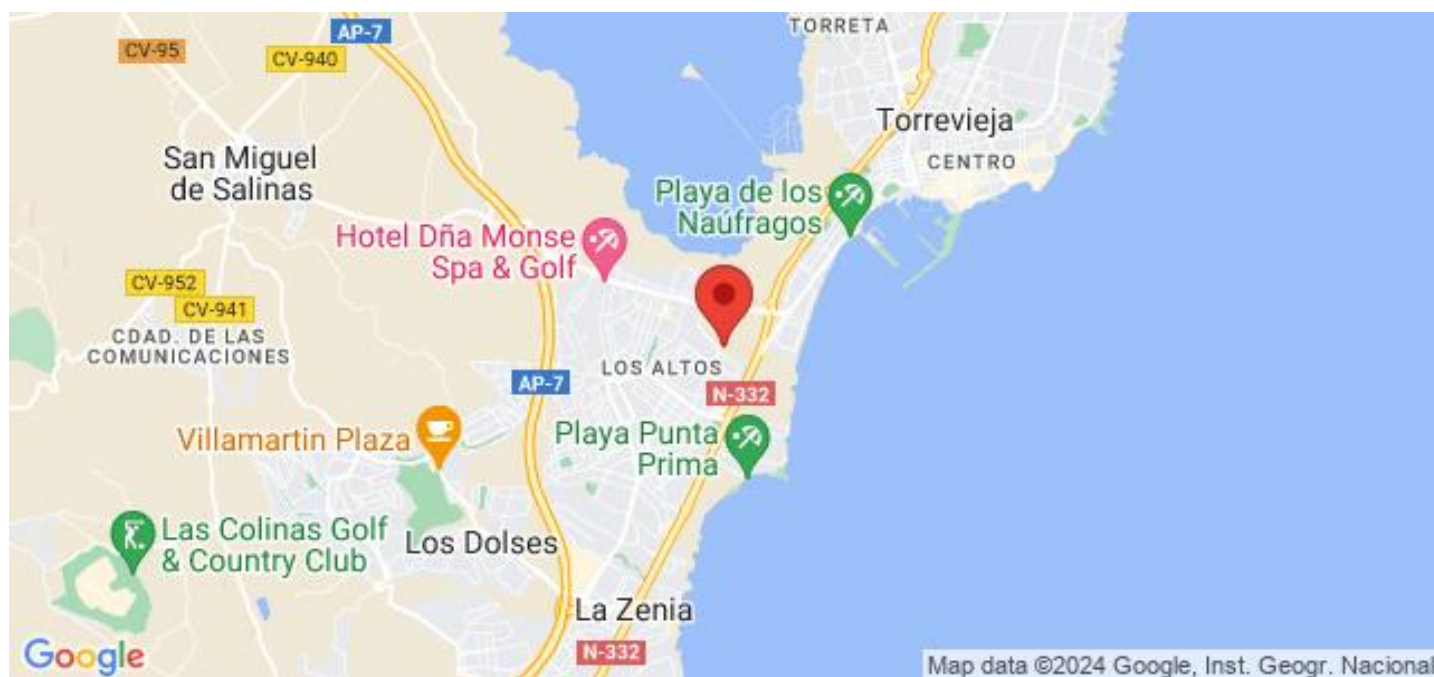 TORRETA
AP-7
CV-95
CV-940
Torrevieja
CENTRO
San Miguel
de Salinas
Playa de los
Naúfragos
Hotel Dña Monse
Spa & Golf
CV-952
CV-941
CDAD. DE LAS
COMUNICACIONES
LOS ALTOS
AP-7
N-332
Villamartin Plaza
Playa Punta
Prima
Las Colinas Golf
& Country Club
Los Dolses
La Zenia
N-332
Google
Map data ©2024 Google, Inst. Geogr. Nacional